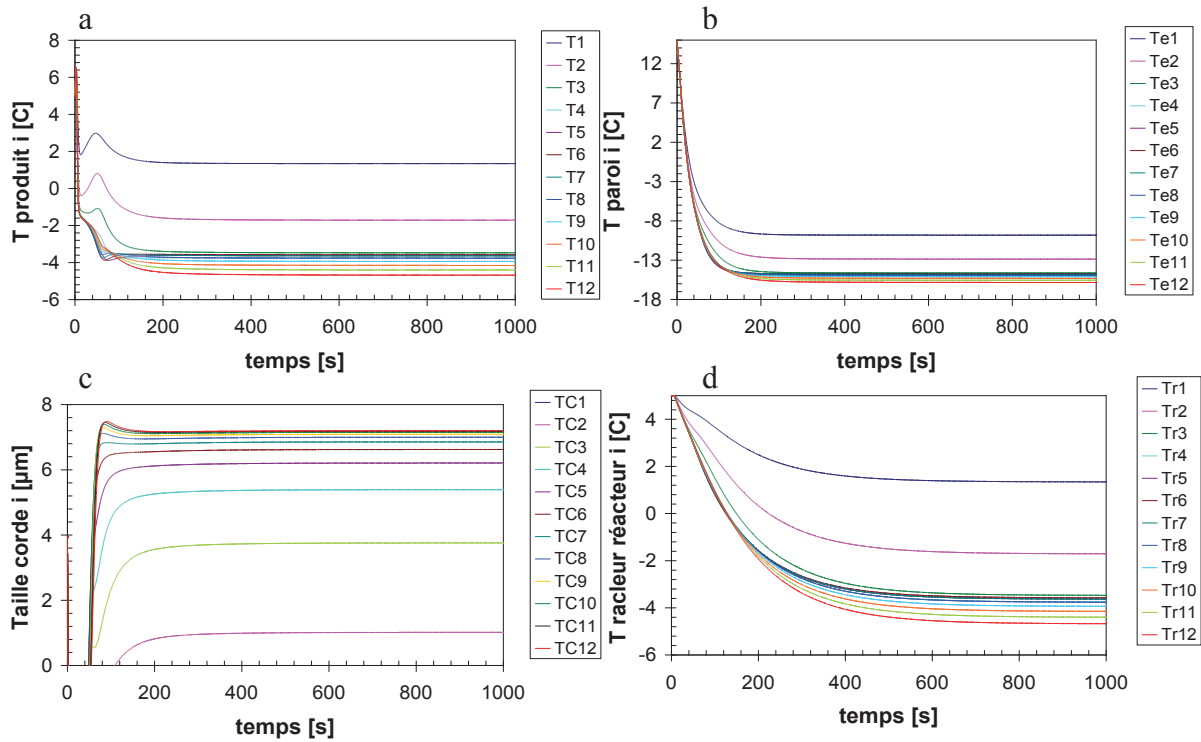 a
T produit i [C]
8
6
4
2
0
-2
-4
-6
0
200
400
600
800
1000
temps [s]
T1
T2
T3
T4
T5
T6
T7
T8
T9
T10
T11
T12
b
T paroi i [C]
12
7
2
-3
-8
-13
-18
0
200
400
600
800
1000
temps [s]
Te1
Te2
Te3
Te4
Te5
Te6
Te7
Te8
Te9
Te10
Te11
Te12
c
Taille corde i [µm]
8
6
4
2
0
0
200
400
600
800
1000
temps [s]
TC1
TC2
TC3
TC4
TC5
TC6
TC7
TC8
TC9
TC10
TC11
TC12
d
T racleur réacteur i [C]
4
2
0
-2
-4
-6
0
200
400
600
800
1000
temps [s]
Tr1
Tr2
Tr3
Tr4
Tr5
Tr6
Tr7
Tr8
Tr9
Tr10
Tr11
Tr12